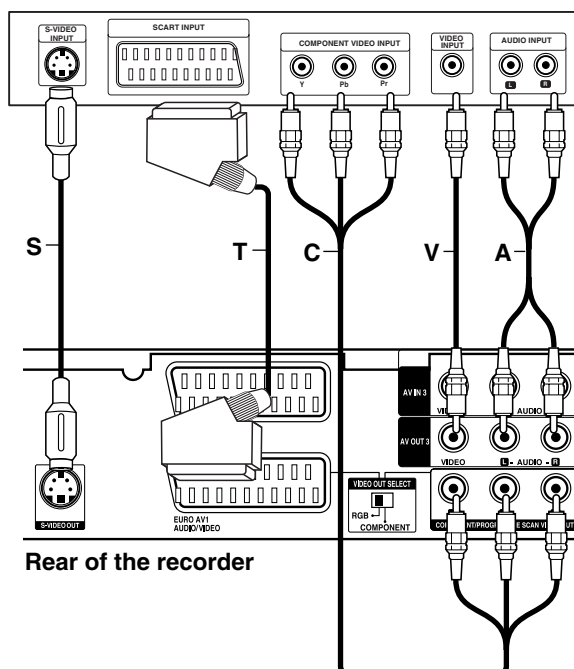 S-VIDEO
INPUT
SCART INPUT
COMPONENT VIDEO INPUT
VIDEO
INPUT
AUDIO INPUT
Y
Pb
Pr
L
R
S
T
C
V
A
AV IN 3
AUDIO
AV OUT 3
VIDEO
L - AUDIO - R
VIDEO OUT SELECT
RGB
COMPONENT
S-VIDEO OUT
EURO AV1
AUDIO/VIDEO
SCAN
Rear of the recorder